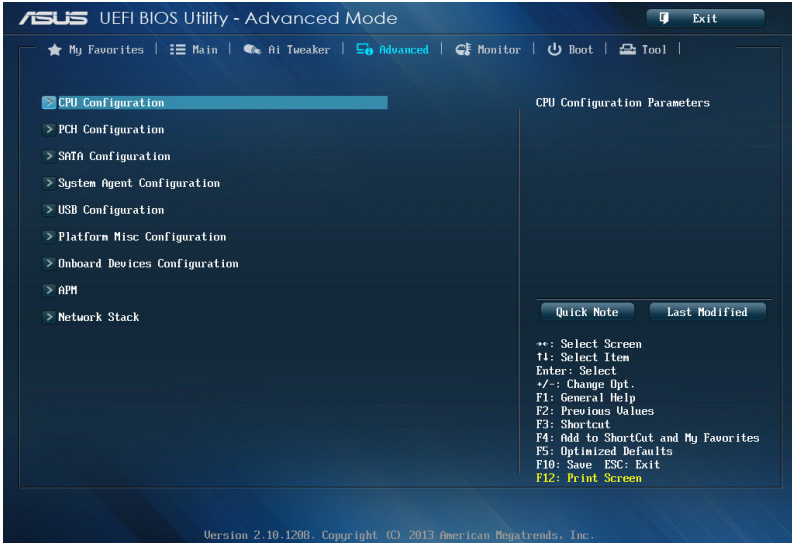 ASUS UEFI BIOS Utility - Advanced Mode
Exit
My Favorites | Main | Ai Tweaker | Advanced | Monitor | Boot | Tool |
> CPU Configuration
> PCH Configuration
> SATA Configuration
> System Agent Configuration
> USB Configuration
> Platform Misc Configuration
> Onboard Devices Configuration
> APM
> Network Stack
CPU Configuration Parameters
Quick Note
Last Modified
→←: Select Screen
↑↓: Select Item
Enter: Select
+/-: Change Opt.
F1: General Help
F2: Previous Values
F3: Shortcut
F4: Add to ShortCut and My Favorites
F5: Optimized Defaults
F10: Save ESC: Exit
F12: Print Screen
Version 2.10.1208. Copyright (C) 2013 American Megatrends, Inc.